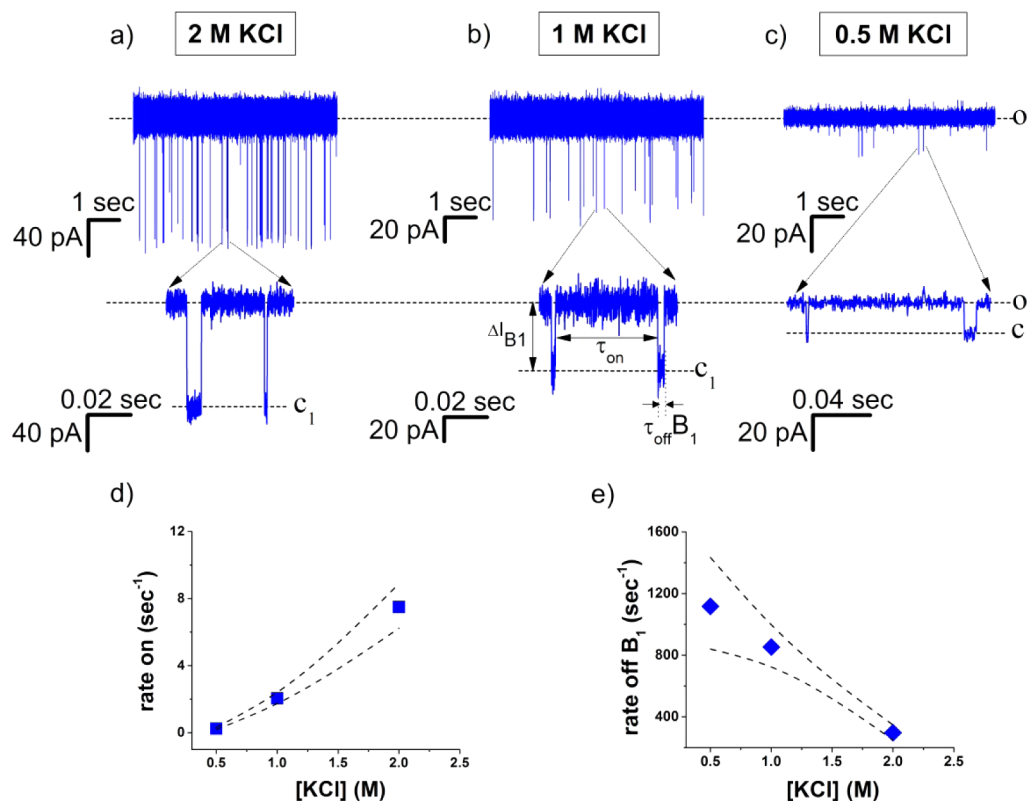 a) 2 M KCl
b) 1 M KCl
c) 0.5 M KCl
o
1 sec
40 pA
1 sec
20 pA
1 sec
20 pA
o
ΔI_B1
τ_on
c
c_1
c_1
0.02 sec
40 pA
0.02 sec
20 pA
τ_off B_1
0.04 sec
20 pA
d)
12
8
4
0
rate on (sec⁻¹)
0.5 1.0 1.5 2.0 2.5
[KCl] (M)
e)
1600
1200
800
400
rate off B₁ (sec⁻¹)
0.5 1.0 1.5 2.0 2.5
[KCl] (M)